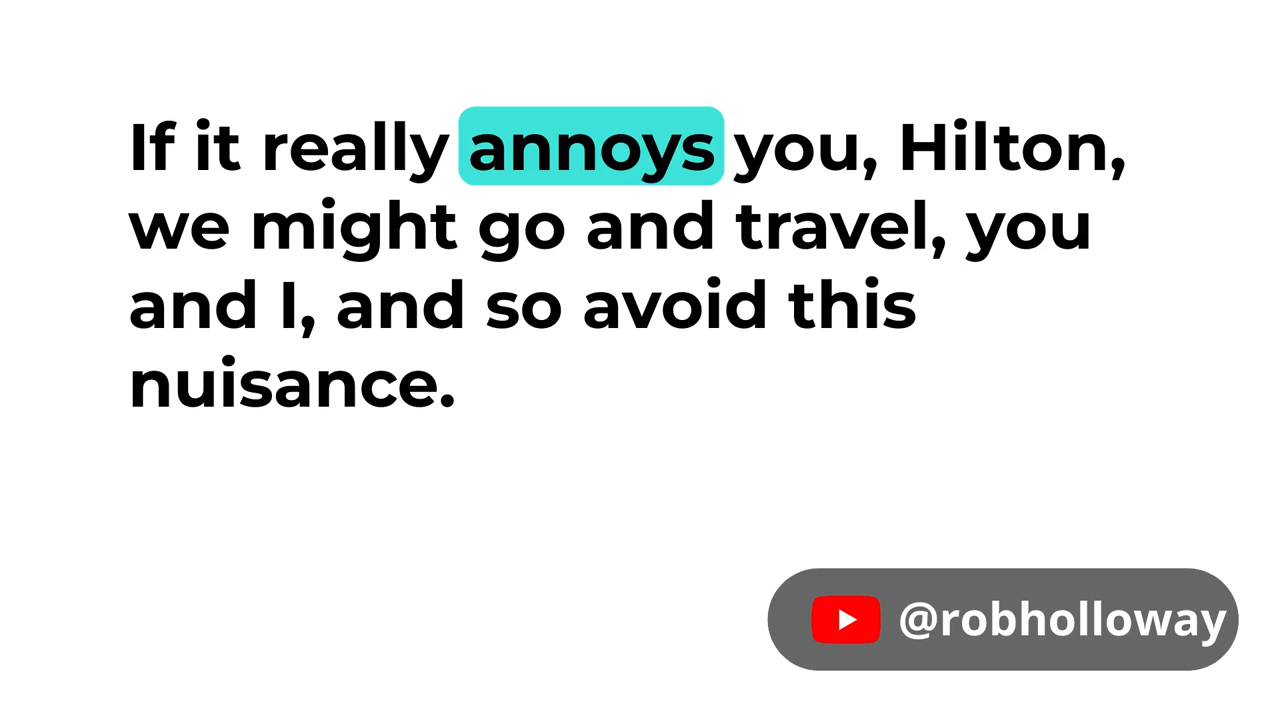 If it really annoys you, Hilton,
we might go and travel, you
and I, and so avoid this
nuisance.
@robholloway